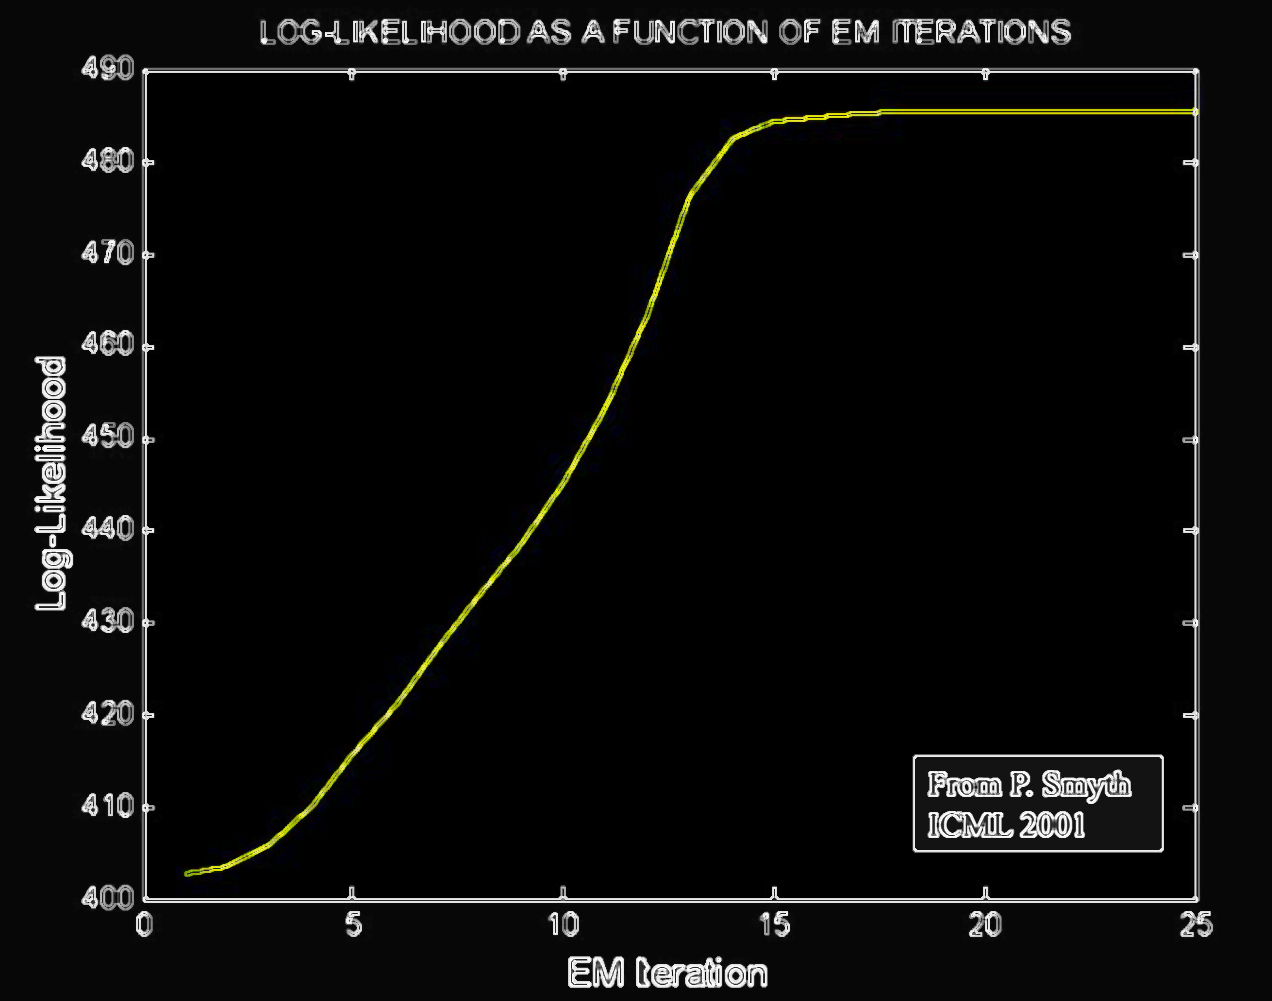 LOG-LIKELIHOOD AS A FUNCTION OF EM ITERATIONS
490
480
470
460
450
440
430
420
410
400
Log-Likelihood
From P. Smyth
ICML 2001
0 5 10 15 20 25
EM Iteration